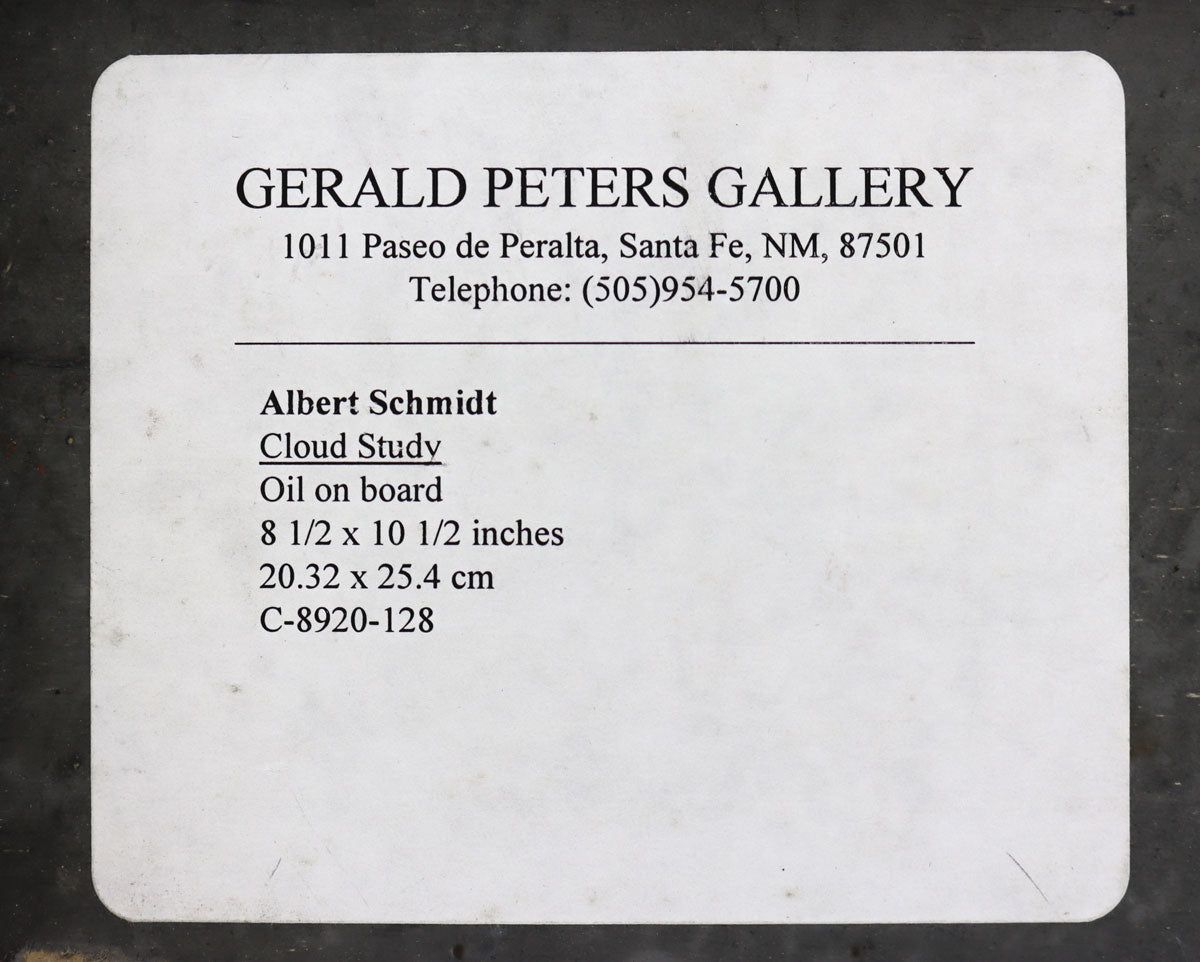 GERALD PETERS GALLERY
1011 Paseo de Peralta, Santa Fe, NM, 87501
Telephone: (505)954-5700
Albert Schmidt
Cloud Study
Oil on board
8 1/2 x 10 1/2 inches
20.32 x 25.4 cm
C-8920-128